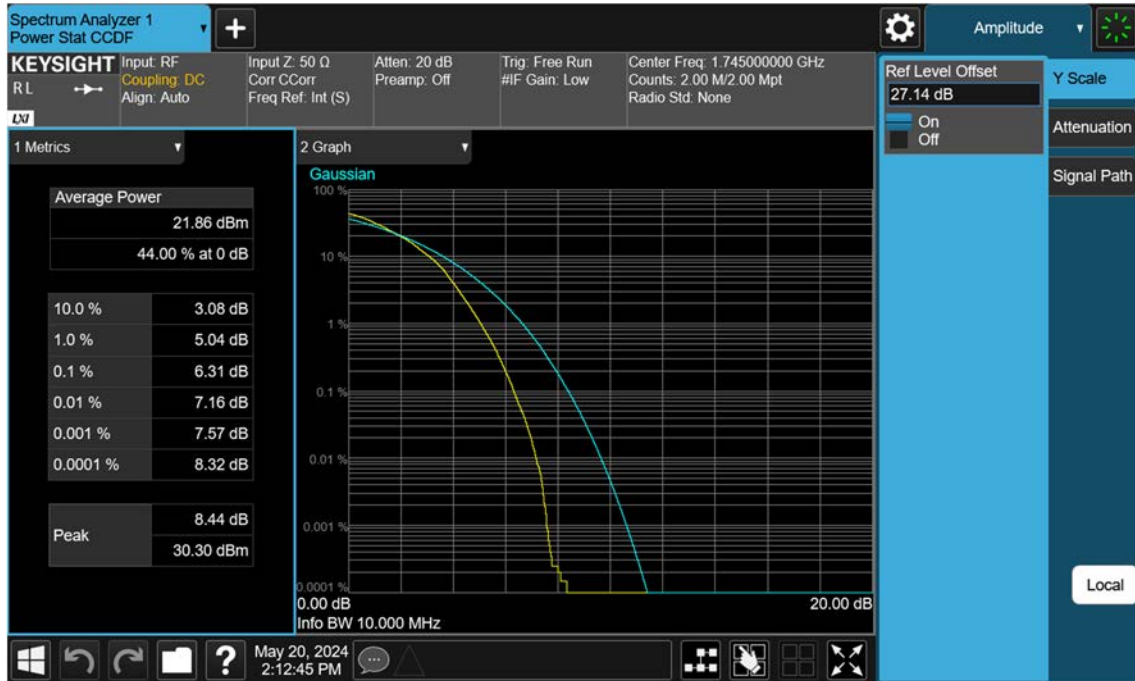 Spectrum Analyzer 1
Power Stat CCDF
+
Amplitude
KEYSIGHT
R L
LXI
Input: RF
Coupling: DC
Align: Auto
Input Z: 50 Ω
Corr CCorr
Freq Ref: Int (S)
Atten: 20 dB
Preamp: Off
Trig: Free Run
#IF Gain: Low
Center Freq: 1.745000000 GHz
Counts: 2.00 M/2.00 Mpt
Radio Std: None
Ref Level Offset
27.14 dB
On
Off
Y Scale
Attenuation
Signal Path
1 Metrics
Average Power
21.86 dBm
44.00 % at 0 dB
10.0 % 3.08 dB
1.0 % 5.04 dB
0.1 % 6.31 dB
0.01 % 7.16 dB
0.001 % 7.57 dB
0.0001 % 8.32 dB
Peak
8.44 dB
30.30 dBm
2 Graph
Gaussian
100 %
10 %
1 %
0.1 %
0.01 %
0.001 %
0.0001 %
0.00 dB 20.00 dB
Info BW 10.000 MHz
Local
?
May 20, 2024
2:12:45 PM